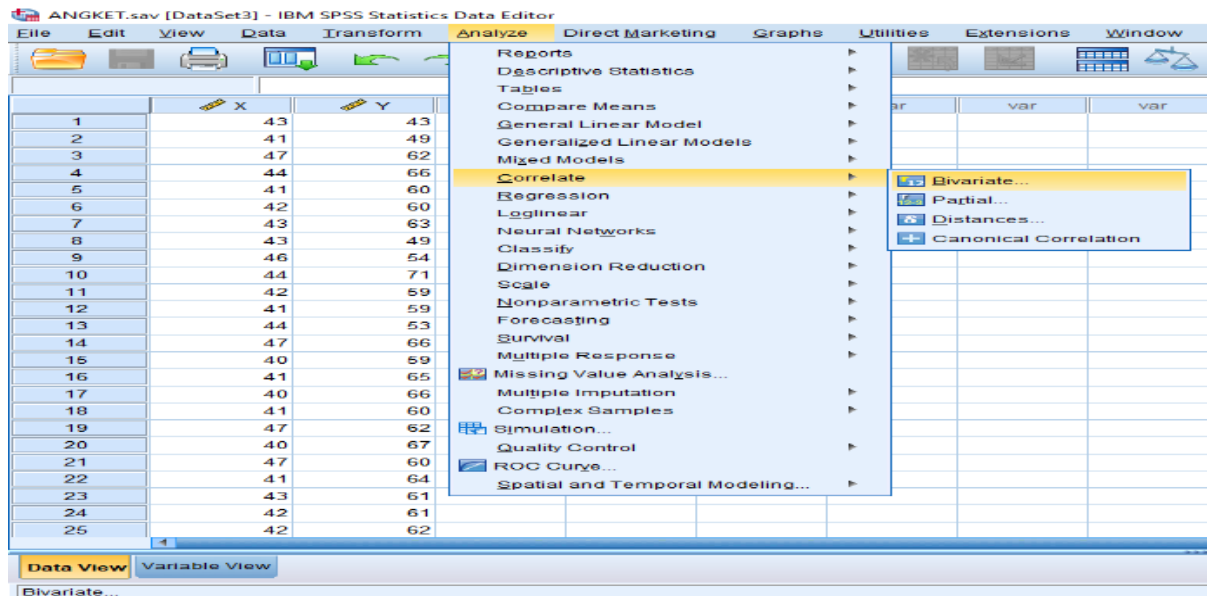 ANGKET.sav [DataSet3] - IBM SPSS Statistics Data Editor
File Edit View Data Transform Analyze Direct Marketing Graphs Utilities Extensions Window
Reports
Descriptive Statistics
Tables
Compare Means
General Linear Model
Generalized Linear Models
Mixed Models
Correlate
Regression
Loglinear
Neural Networks
Classify
Dimension Reduction
Scale
Nonparametric Tests
Forecasting
Survival
Multiple Response
Missing Value Analysis...
Multiple Imputation
Complex Samples
Simulation...
Quality Control
ROC Curve...
Spatial and Temporal Modeling...
Bivariate...
Partial...
Distances...
Canonical Correlation
X Y var var
1 43 43
2 41 49
3 47 62
4 44 66
5 41 60
6 42 60
7 43 63
8 43 49
9 46 54
10 44 71
11 42 59
12 41 59
13 44 53
14 47 66
15 40 59
16 41 65
17 40 66
18 41 60
19 47 62
20 40 67
21 47 60
22 41 64
23 43 61
24 42 61
25 42 62
Data View Variable View
Bivariate...